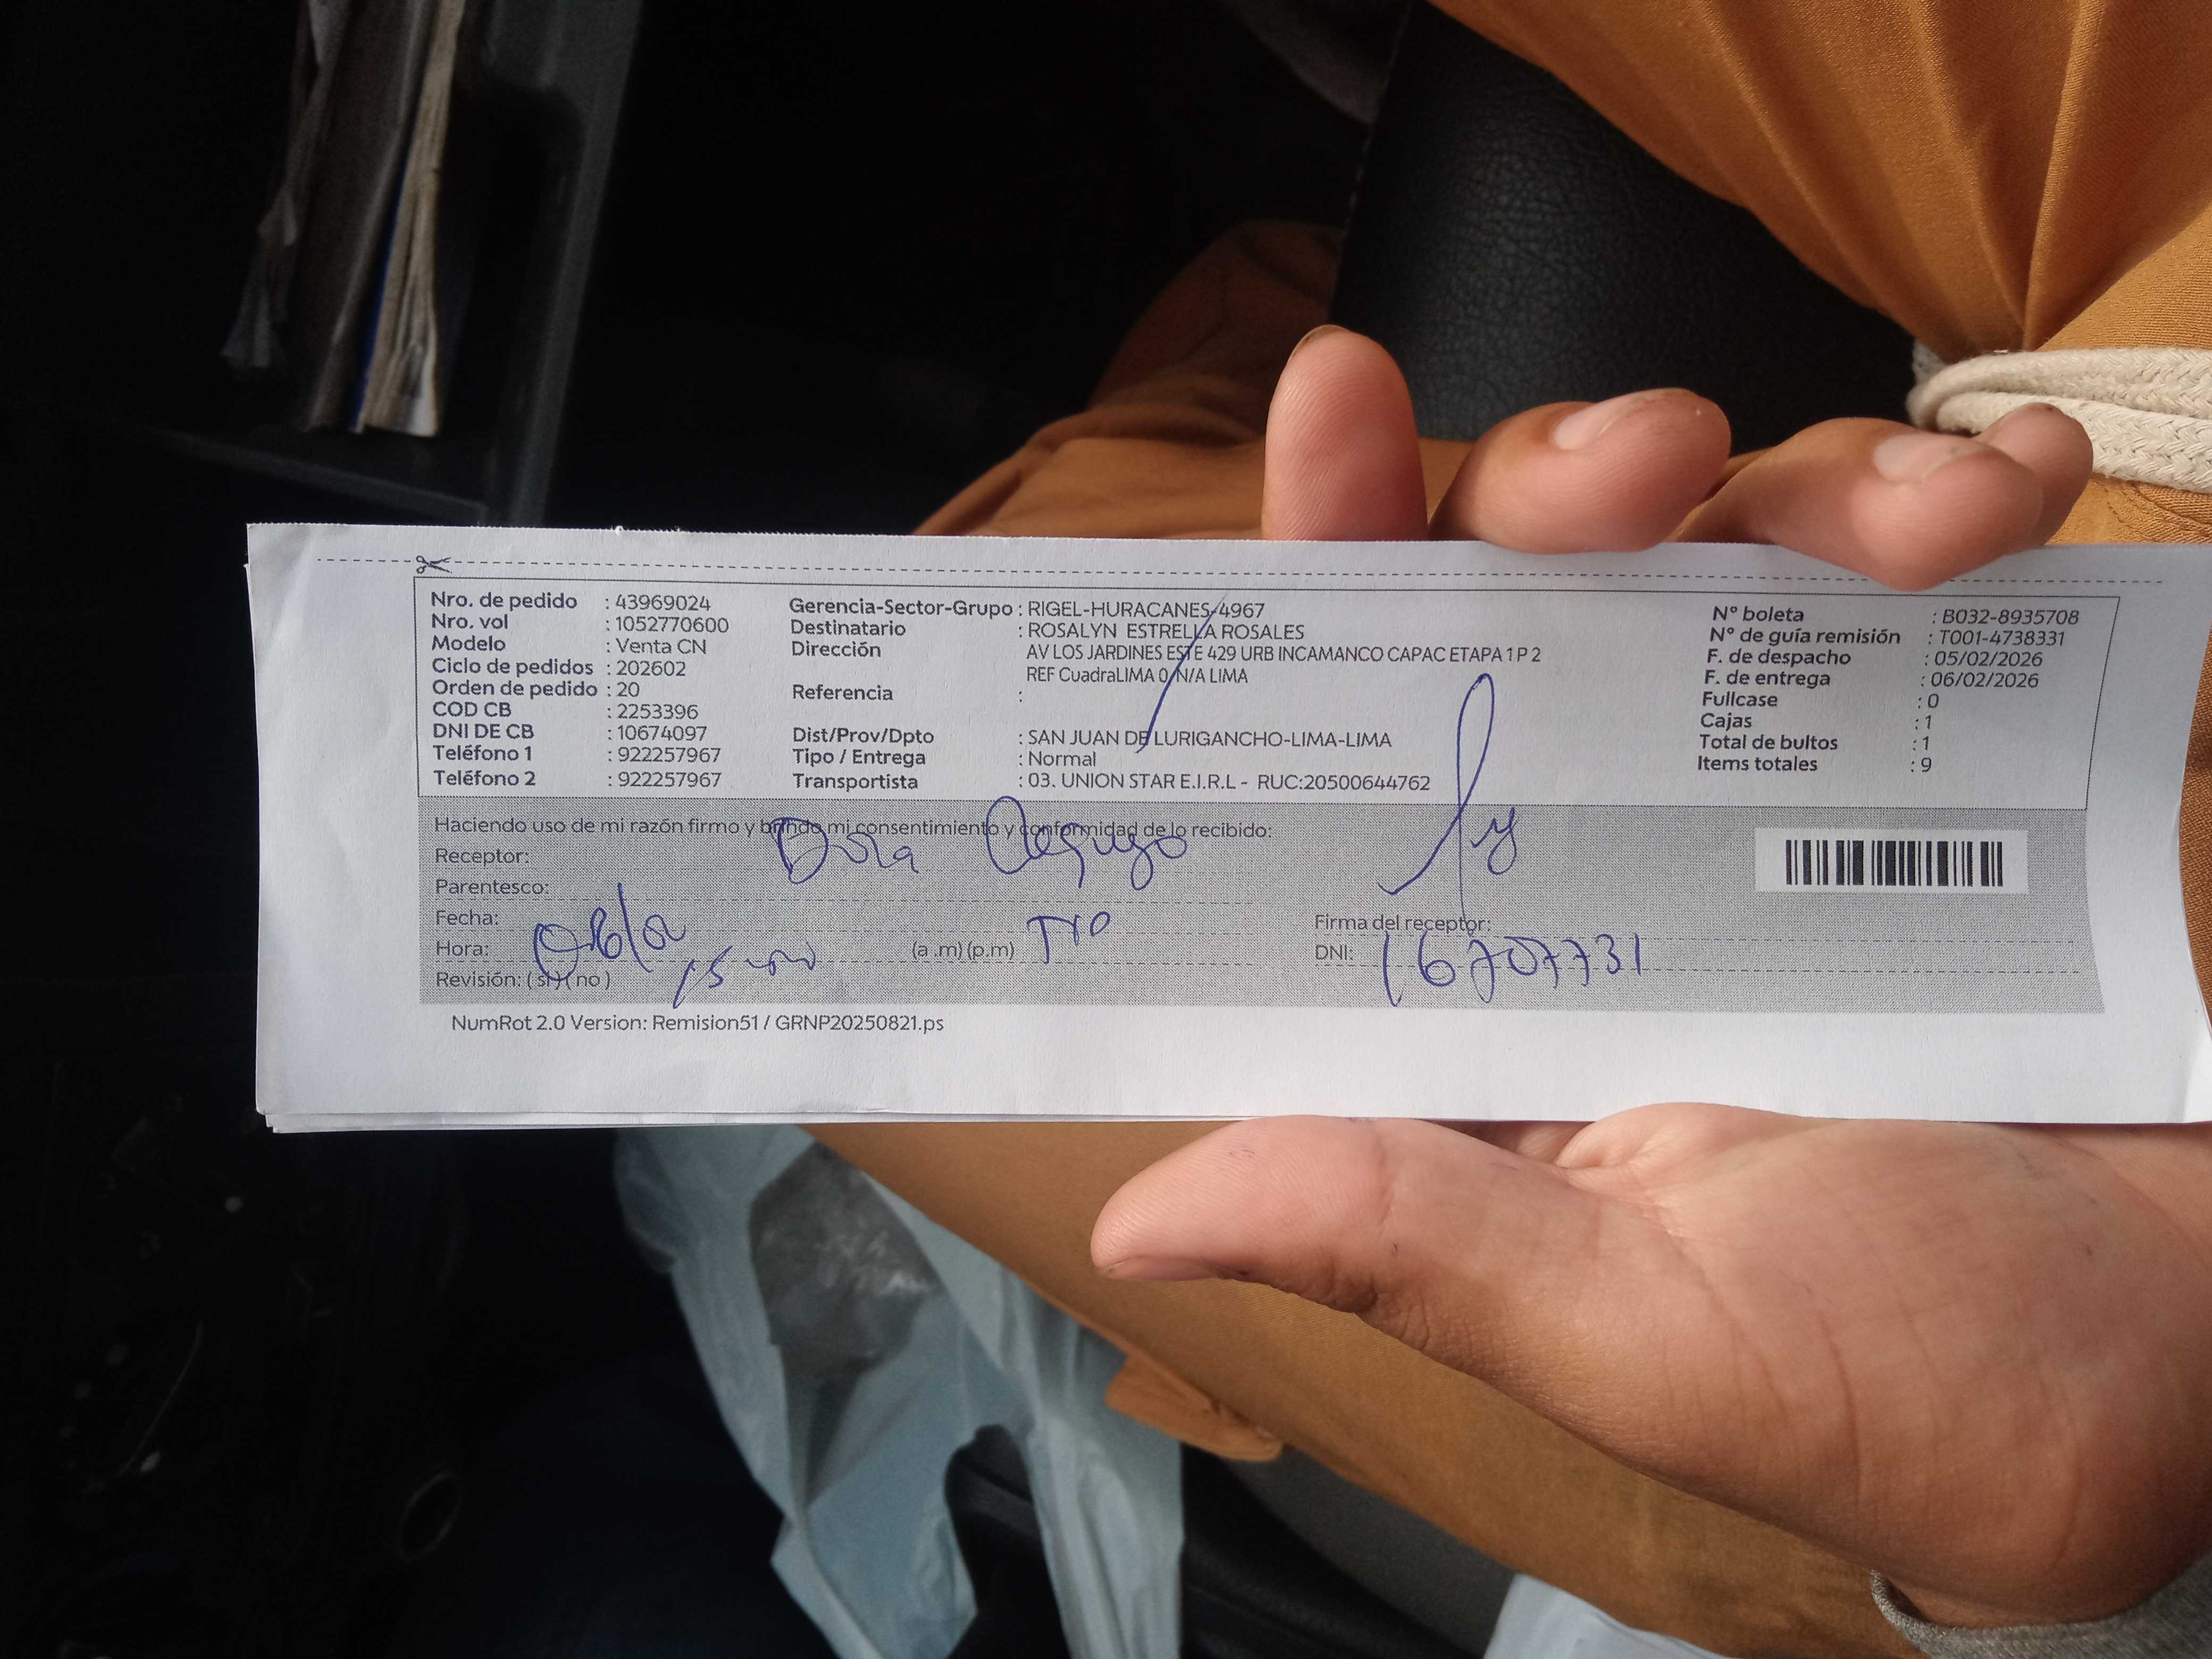 Nro. de pedido : 43969024
Nro. vol : 1052770600
Modelo : Venta CN
Ciclo de pedidos : 202602
Orden de pedido : 20
COD CB : 2253396
DNI DE CB : 10674097
Teléfono 1 : 922257967
Teléfono 2 : 922257967
Gerencia-Sector-Grupo : RIGEL-HURACANES-4967
Destinatario : ROSALYN ESTRELLA ROSALES
Dirección AV LOS JARDINES ESTE 429 URB INCAMANCO CAPAC ETAPA 1 P 2
REF CuadraLIMA 0 N/A LIMA
Referencia :
Dist/Prov/Dpto : SAN JUAN DE LURIGANCHO-LIMA-LIMA
Tipo / Entrega : Normal
Transportista : 03. UNION STAR E.I.R.L - RUC:20500644762
N° boleta : B032-8935708
N° de guía remisión : T001-4738331
F. de despacho : 05/02/2026
F. de entrega : 06/02/2026
Fullcase : 0
Cajas : 1
Total de bultos : 1
Items totales : 9
Haciendo uso de mi razón firmo y brindo mi consentimiento y conformidad de lo recibido:
Receptor: Dora
Parentesco:
Fecha:
Hora: (a .m) (p.m)
Revisión: ( si ) ( no )
Firma del receptor:
DNI: 16707731
NumRot 2.0 Version: Remision51 / GRNP20250821.ps